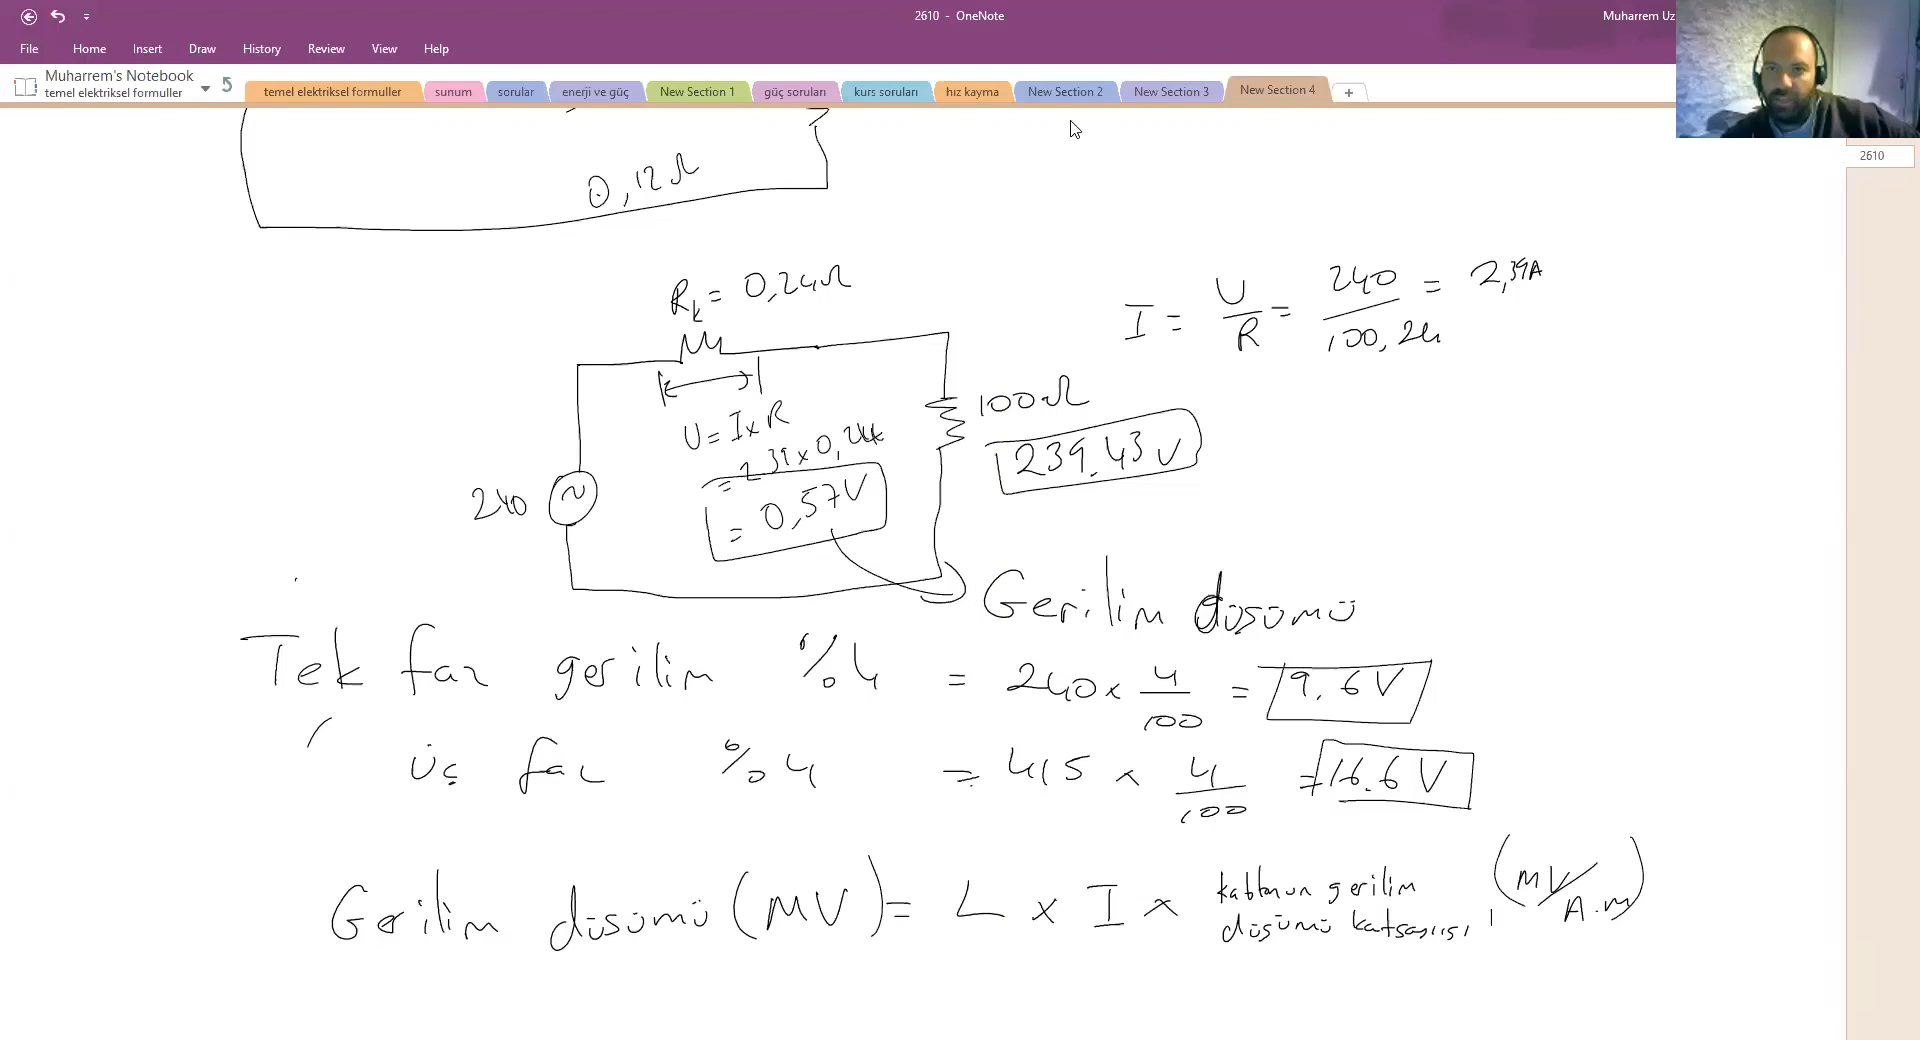 2610 - OneNote
Muharrem Uz
File Home Insert Draw History Review View Help
Muharrem's Notebook
temel elektriksel formuller
temel elektriksel formuller sunum sorular enerji ve güç New Section 1 güç soruları kurs soruları hız kayma New Section 2 New Section 3 New Section 4 +
2610
0,12Ω
Rk = 0,24Ω
I = U/R = 240/100,24 = 2,39A
U = I x R
= 2,39 x 0,24
= 0,57V
100Ω
239.43 V
240
Gerilim düşümü
Tek faz gerilim %4 = 240 x 4/100 = 9.6V
üç faz %4 = 415 x 4/100 = 16.6 V
Gerilim düşümü (MV) = L x I x kablonun gerilim düşümü katsayısı (mV/A.m)